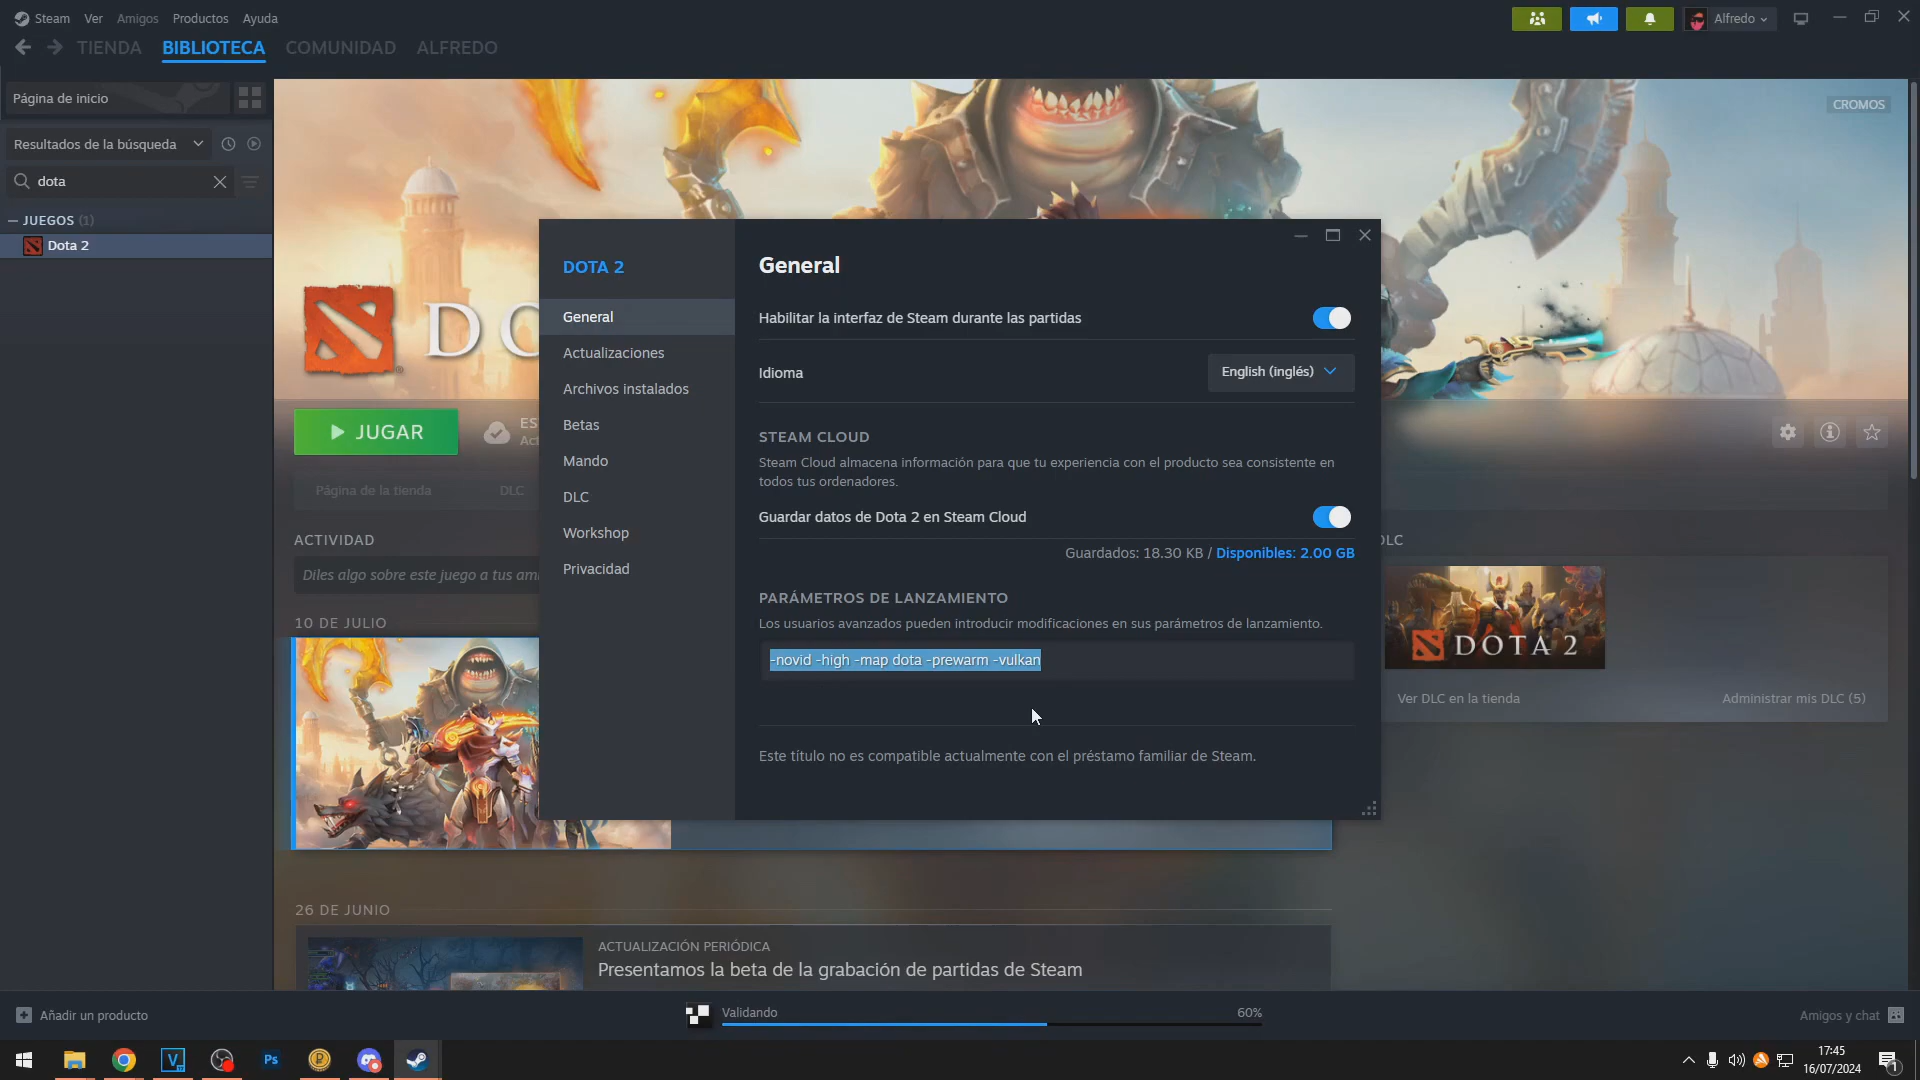 Steam Ver Amigos Productos Ayuda
Alfredo
TIENDA BIBLIOTECA COMUNIDAD ALFREDO
Página de inicio
CROMOS
Resultados de la búsqueda
dota
JUEGOS (1)
Dota 2
DO
JUGAR
ES
Act
Página de la tienda DLC
ACTIVIDAD
Diles algo sobre este juego a tus ami
10 DE JULIO
DOTA 2
General
Actualizaciones
Archivos instalados
Betas
Mando
DLC
Workshop
Privacidad
General
Habilitar la interfaz de Steam durante las partidas
Idioma
English (inglés)
STEAM CLOUD
Steam Cloud almacena información para que tu experiencia con el producto sea consistente en
todos tus ordenadores.
Guardar datos de Dota 2 en Steam Cloud
Guardados: 18.30 KB / Disponibles: 2.00 GB
PARÁMETROS DE LANZAMIENTO
Los usuarios avanzados pueden introducir modificaciones en sus parámetros de lanzamiento.
-novid -high -map dota -prewarm -vulkan
Este título no es compatible actualmente con el préstamo familiar de Steam.
DLC
DOTA 2
Ver DLC en la tienda
Administrar mis DLC (5)
26 DE JUNIO
ACTUALIZACIÓN PERIÓDICA
Presentamos la beta de la grabación de partidas de Steam
Añadir un producto
Validando
60%
Amigos y chat
Ps
17:45
16/07/2024
1